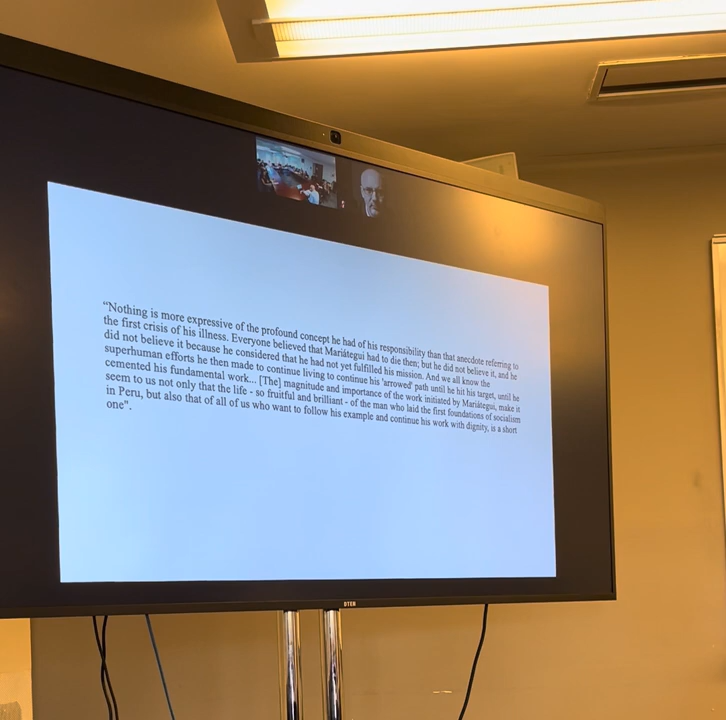 “Nothing is more expressive of the profound concept he had of his responsibility than that anecdote referring to
the first crisis of his illness. Everyone believed that Mariátegui had to die then; but he did not believe it, and he
did not believe it because he considered that he had not yet fulfilled his mission. And we all know the
superhuman efforts he then made to continue living to continue his 'arrowed' path until he hit his target, until he
cemented his fundamental work... [The] magnitude and importance of the work initiated by Mariátegui, make it
seem to us not only that the life - so fruitful and brilliant - of the man who laid the first foundations of socialism
in Peru, but also that of all of us who want to follow his example and continue his work with dignity, is a short
one".
DTEN